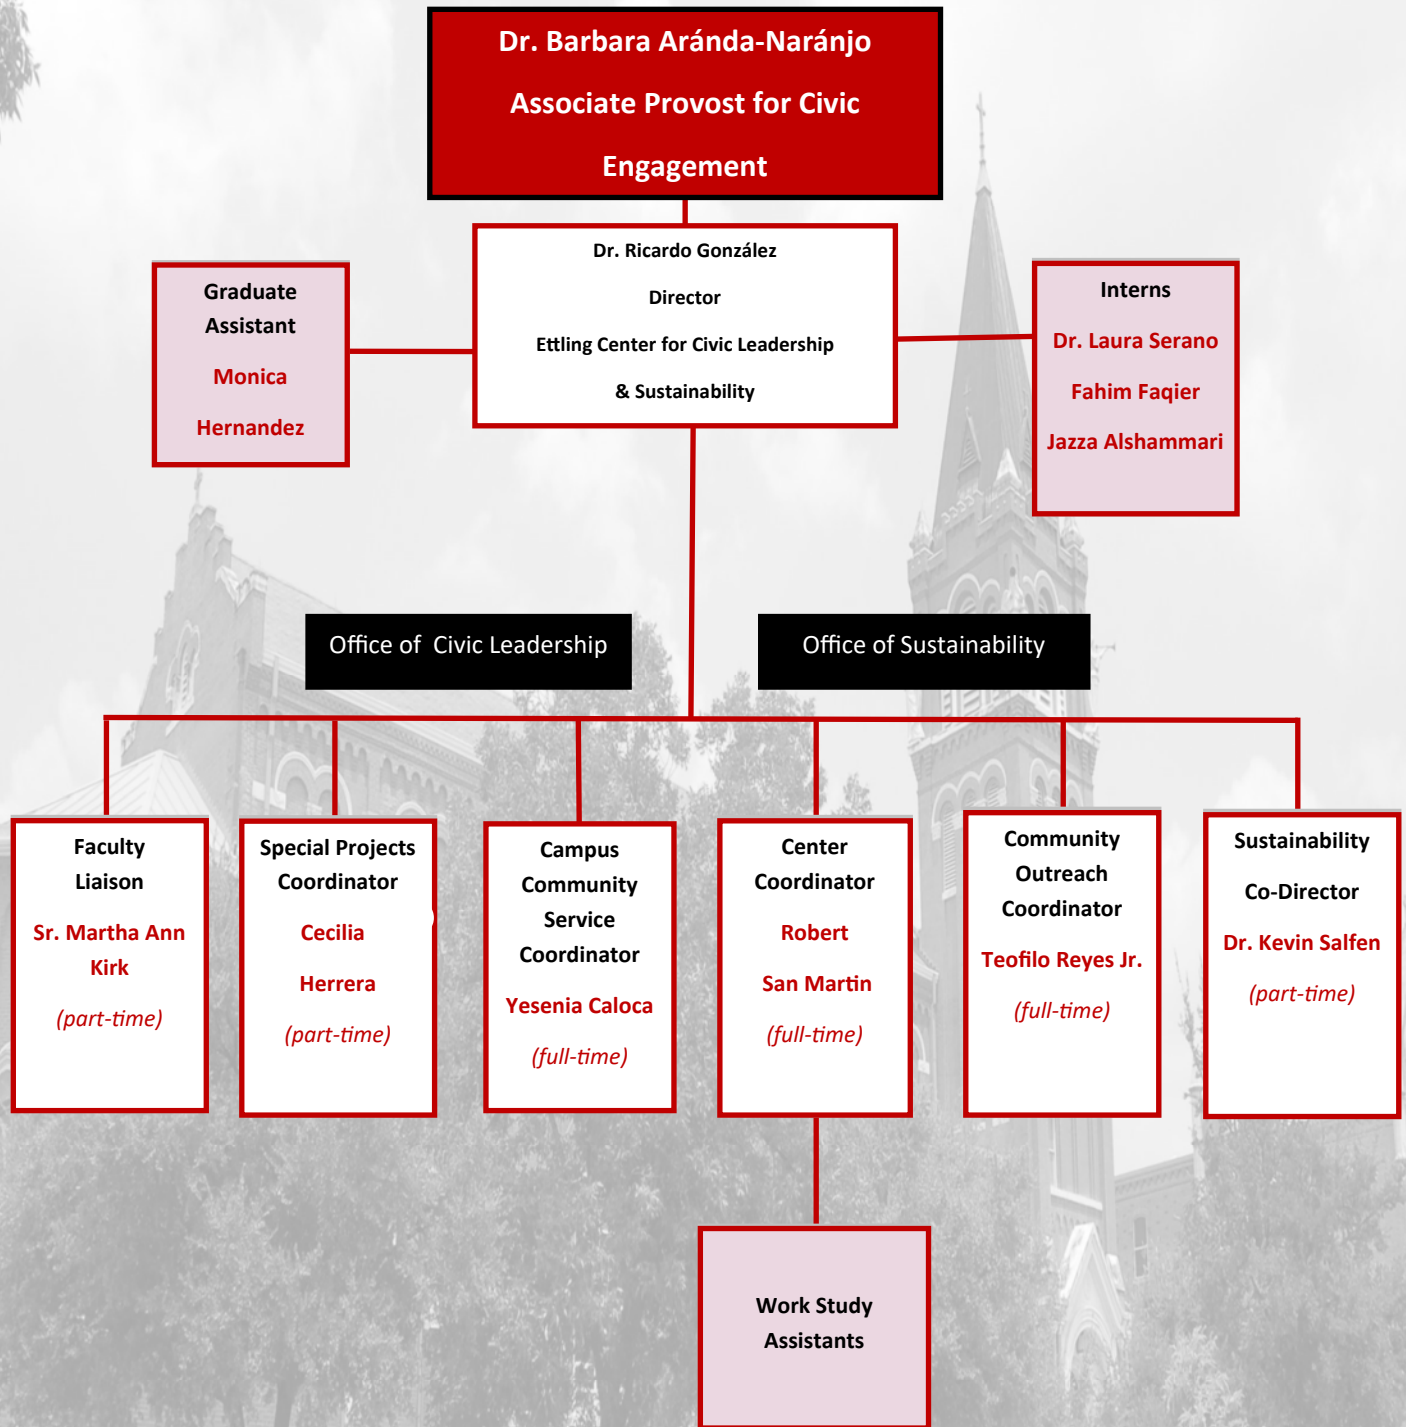 Dr. Barbara Aránda-Naránjo
Associate Provost for Civic
Engagement
Dr. Ricardo González
Director
Ettling Center for Civic Leadership
& Sustainability
Graduate
Assistant
Monica
Hernandez
Interns
Dr. Laura Serano
Fahim Faqier
Jazza Alshammari
Office of  Civic Leadership
Office of Sustainability
Faculty
Liaison
Sr. Martha Ann
Kirk
(part-time)
Special Projects
Coordinator
Cecilia
Herrera
(part-time)
Campus
Community
Service
Coordinator
Yesenia Caloca
(full-time)
Center
Coordinator
Robert
San Martin
(full-time)
Community
Outreach
Coordinator
Teofilo Reyes Jr.
(full-time)
Sustainability
Co-Director
Dr. Kevin Salfen
(part-time)
Work Study
Assistants